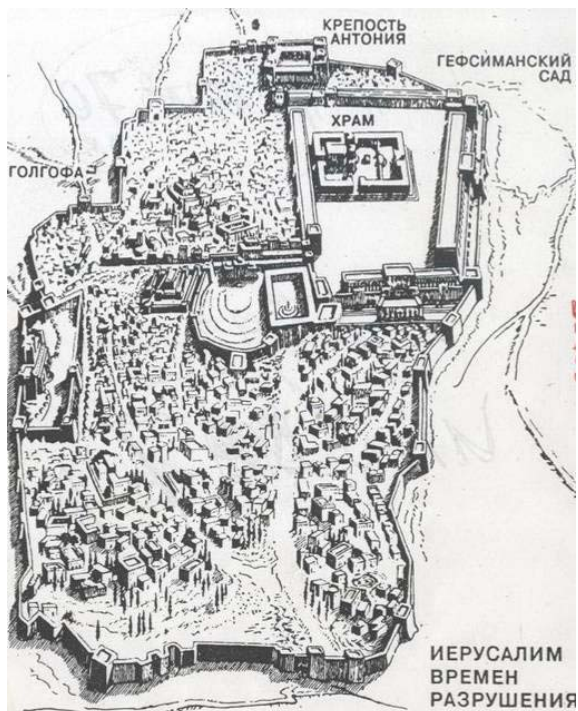 КРЕПОСТЬ
АНТОНИЯ
ГЕФСИМАНСКИЙ
САД
ХРАМ
ГОЛГОФА
ИЕРУСАЛИМ
ВРЕМЕН
РАЗРУШЕНИЯ